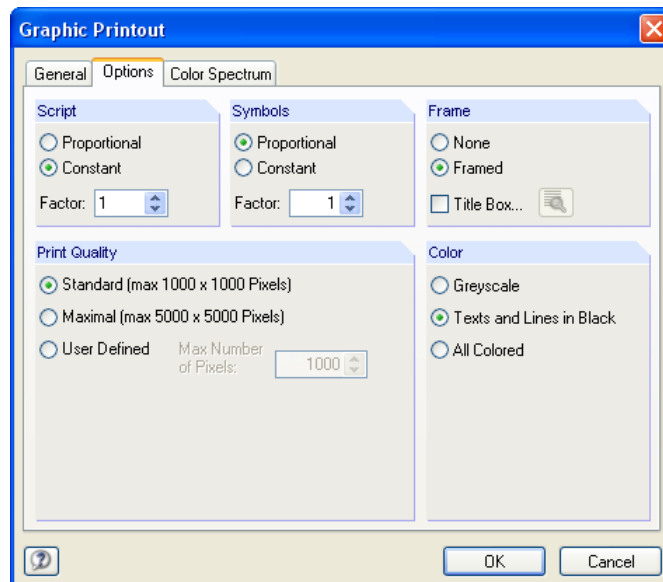 Graphic Printout
General Options Color Spectrum
Script
Proportional
Constant
Factor: 1
Symbols
Proportional
Constant
Factor: 1
Frame
None
Framed
Title Box...
Print Quality
Standard (max 1000 x 1000 Pixels)
Maximal (max 5000 x 5000 Pixels)
User Defined
Max Number
of Pixels: 1000
Color
Greyscale
Texts and Lines in Black
All Colored
OK Cancel